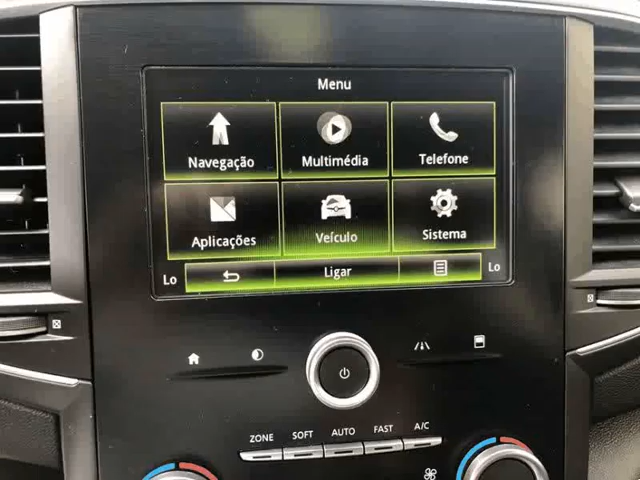 Menu
Navegação Multimédia Telefone
Aplicações Veículo Sistema
Lo Ligar Lo
ZONE SOFT AUTO FAST A/C